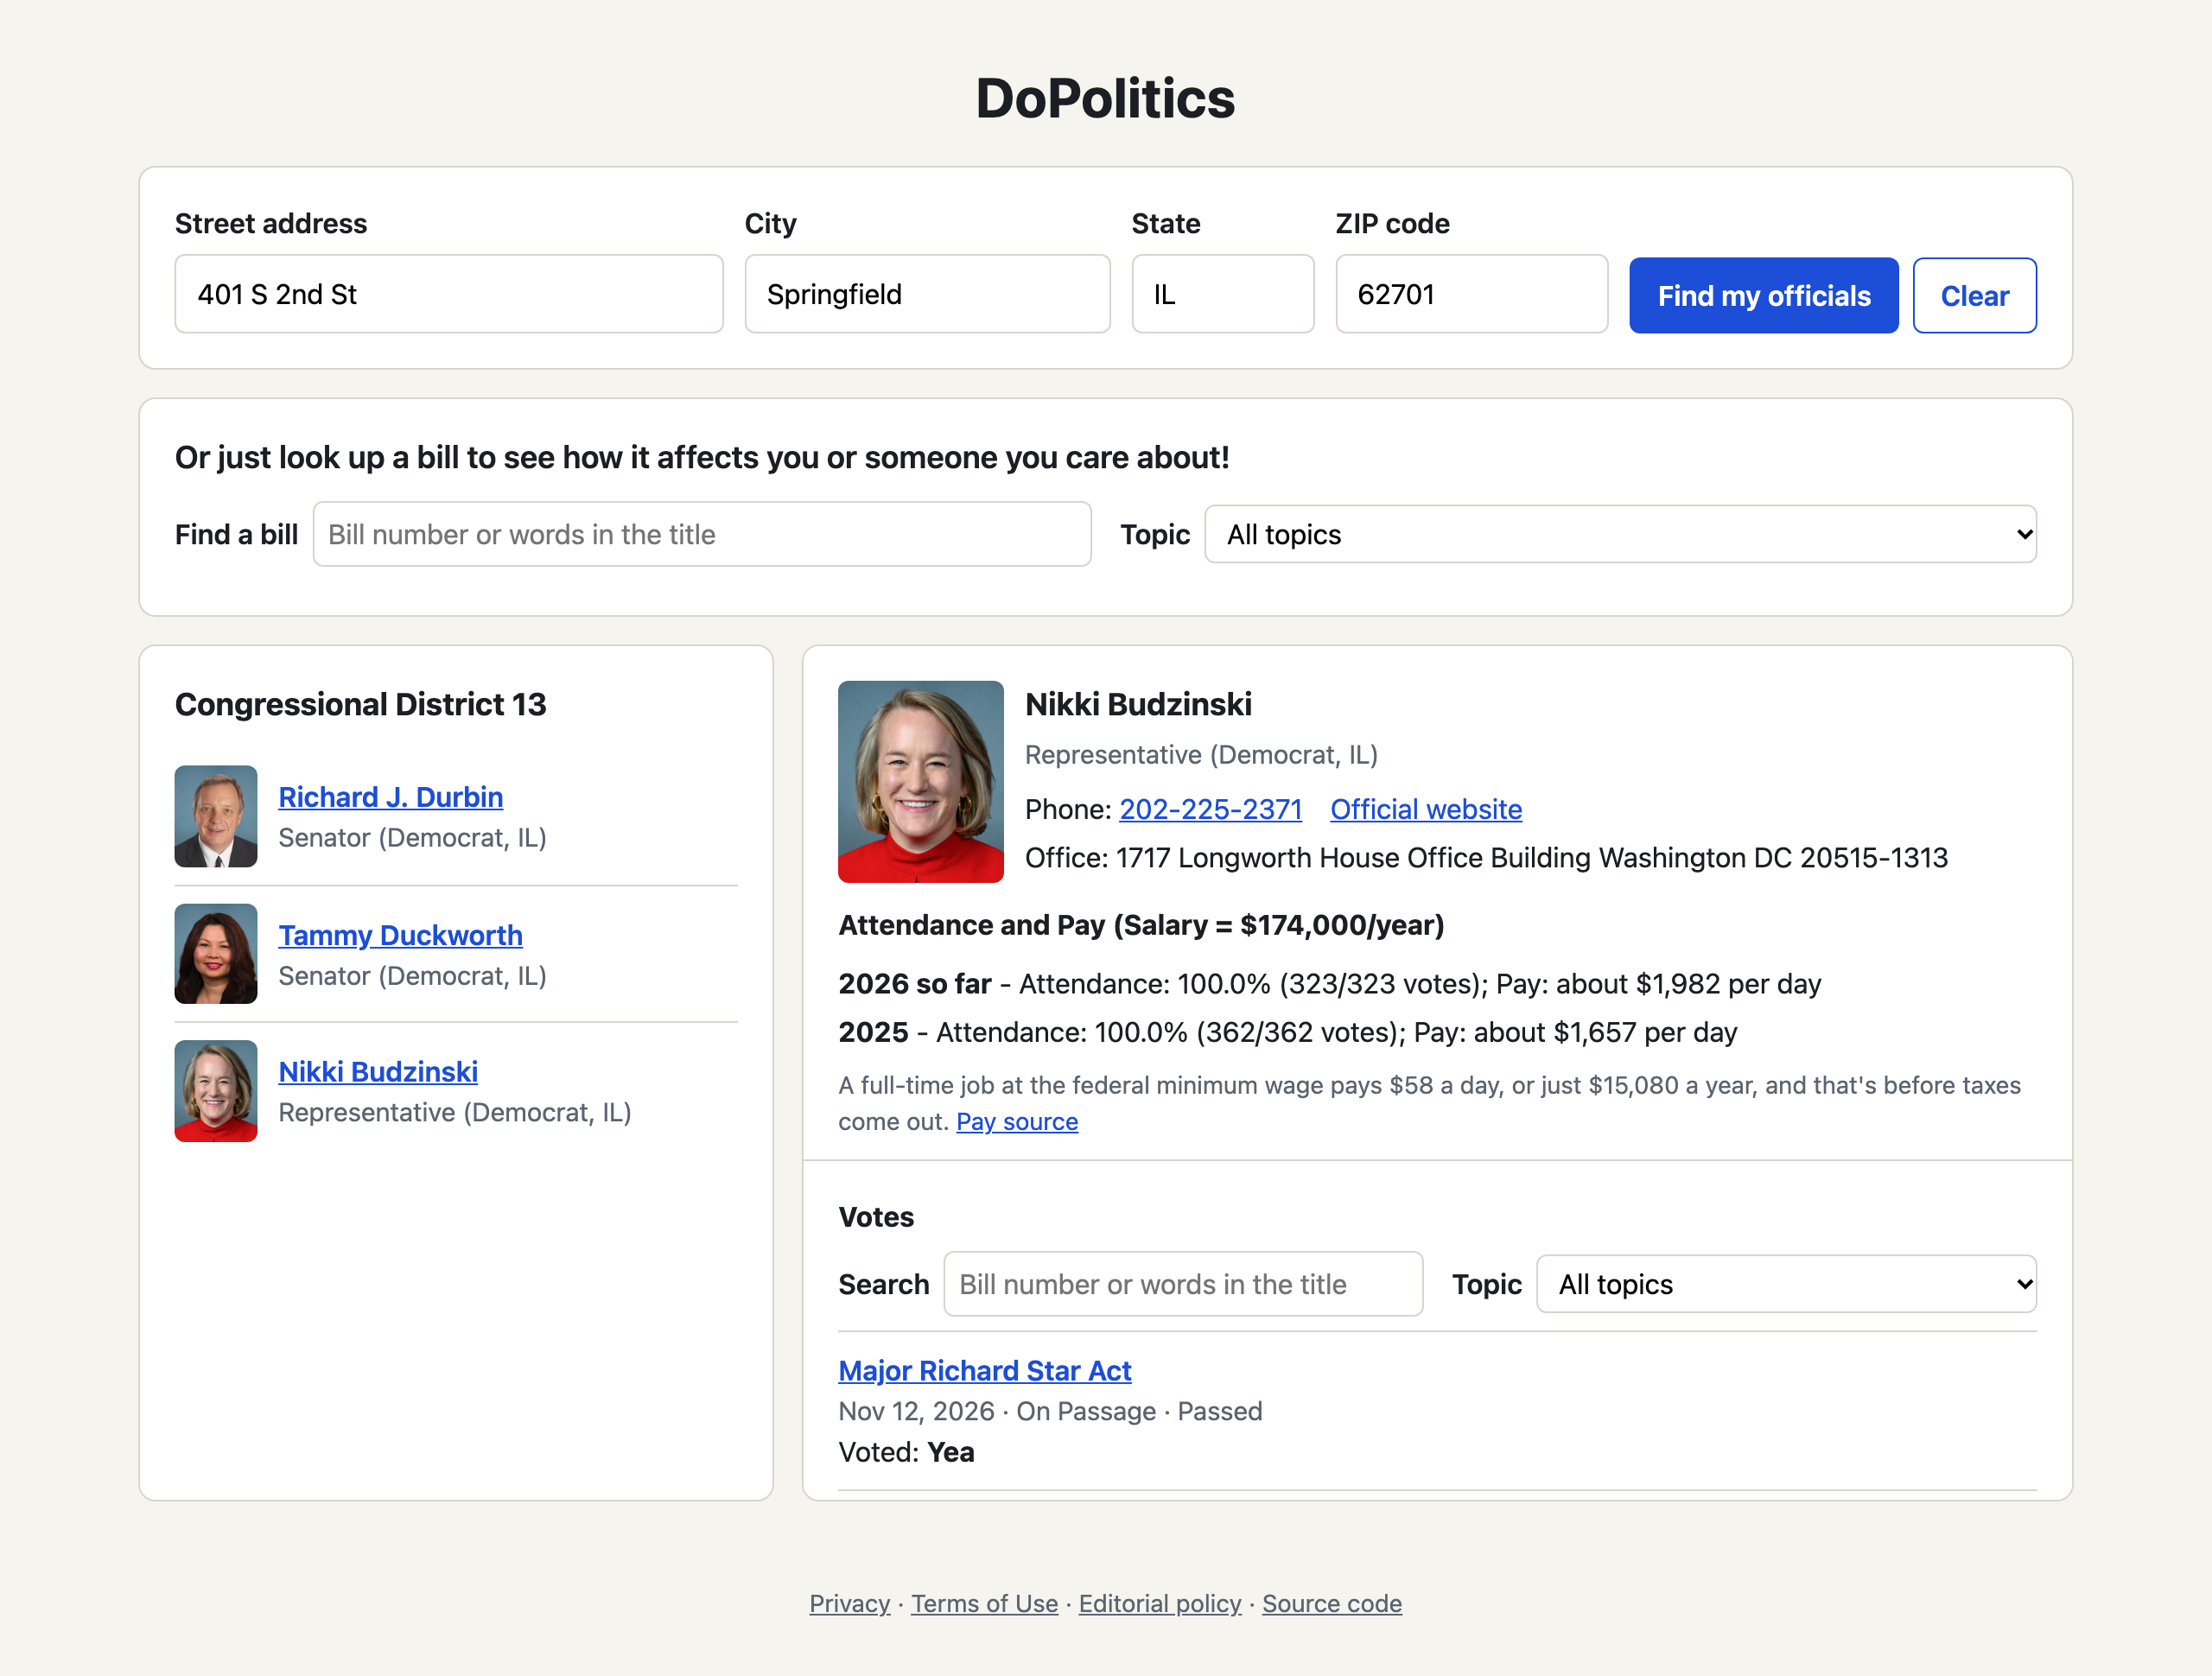 DoPolitics
Street address
City
State
ZIP code
401 S 2nd St
Springfield
IL
62701
Find my officials
Clear
Or just look up a bill to see how it affects you or someone you care about!
Find a bill
Bill number or words in the title
Topic
All topics
Congressional District 13
Richard J. Durbin
Senator (Democrat, IL)
Tammy Duckworth
Senator (Democrat, IL)
Nikki Budzinski
Representative (Democrat, IL)
Nikki Budzinski
Representative (Democrat, IL)
Phone: 202-225-2371 Official website
Office: 1717 Longworth House Office Building Washington DC 20515-1313
Attendance and Pay (Salary = $174,000/year)
2026 so far - Attendance: 100.0% (323/323 votes); Pay: about $1,982 per day
2025 - Attendance: 100.0% (362/362 votes); Pay: about $1,657 per day
A full-time job at the federal minimum wage pays $58 a day, or just $15,080 a year, and that's before taxes
come out. Pay source
Votes
Search
Bill number or words in the title
Topic
All topics
Major Richard Star Act
Nov 12, 2026 · On Passage · Passed
Voted: Yea
Privacy · Terms of Use · Editorial policy · Source code